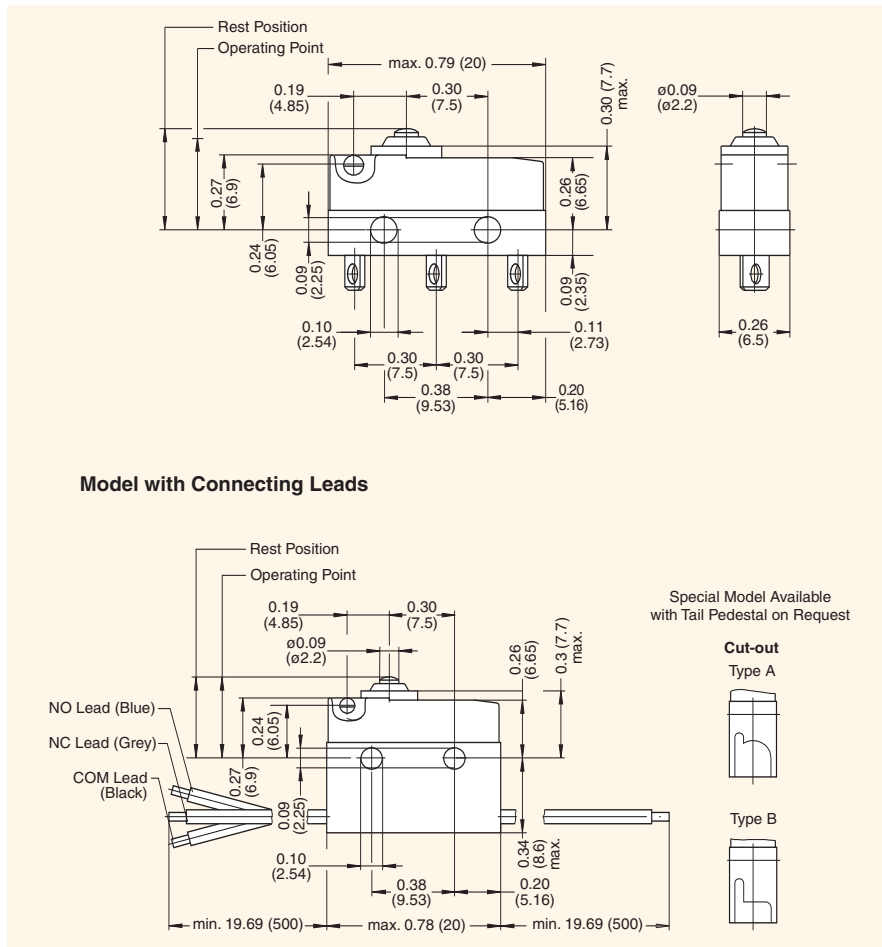 Rest Position
Operating Point
max. 0.79 (20)
0.19
(4.85)
0.30
(7.5)
0.30 (7.7)
max.
ø0.09
(ø2.2)
0.27
(6.9)
0.24
(6.05)
0.09
(2.25)
0.26
(6.65)
0.09
(2.35)
0.10
(2.54)
0.11
(2.73)
0.30
(7.5)
0.30
(7.5)
0.38
(9.53)
0.20
(5.16)
0.26
(6.5)
Model with Connecting Leads
Rest Position
Operating Point
0.19
(4.85)
0.30
(7.5)
ø0.09
(ø2.2)
0.26
(6.65)
0.3 (7.7)
max.
NO Lead (Blue)
NC Lead (Grey)
COM Lead
(Black)
0.24
(6.05)
0.27
(6.9)
0.09
(2.25)
0.34
(8.6)
max.
0.10
(2.54)
0.38
(9.53)
0.20
(5.16)
min. 19.69 (500)
max. 0.78 (20)
min. 19.69 (500)
Special Model Available
with Tail Pedestal on Request
Cut-out
Type A
Type B